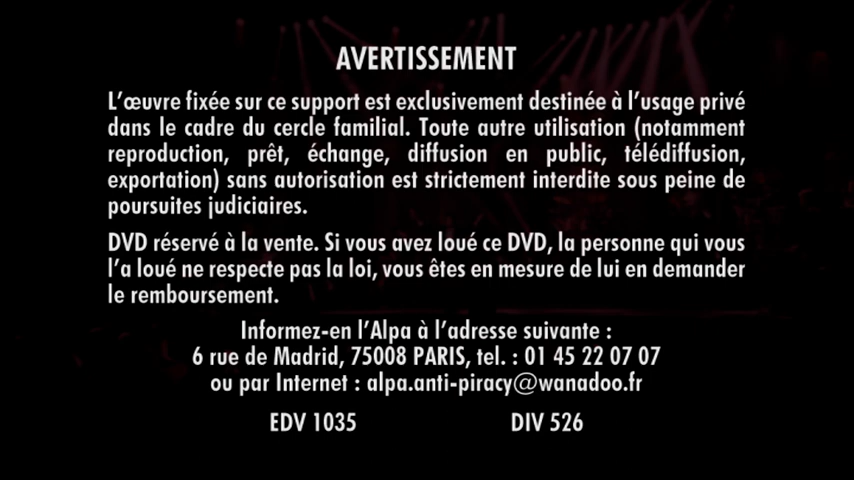 AVERTISSEMENT
L'œuvre fixée sur ce support est exclusivement destinée à l'usage privé
dans le cadre du cercle familial. Toute autre utilisation (notamment
reproduction, prêt, échange, diffusion en public, télédiffusion,
exportation) sans autorisation est strictement interdite sous peine de
poursuites judiciaires.
DVD réservé à la vente. Si vous avez loué ce DVD, la personne qui vous
l'a loué ne respecte pas la loi, vous êtes en mesure de lui en demander
le remboursement.
Informez-en l'Alpa à l'adresse suivante :
6 rue de Madrid, 75008 PARIS, tel. : 01 45 22 07 07
ou par Internet : alpa.anti-piracy@wanadoo.fr
EDV 1035 DIV 526